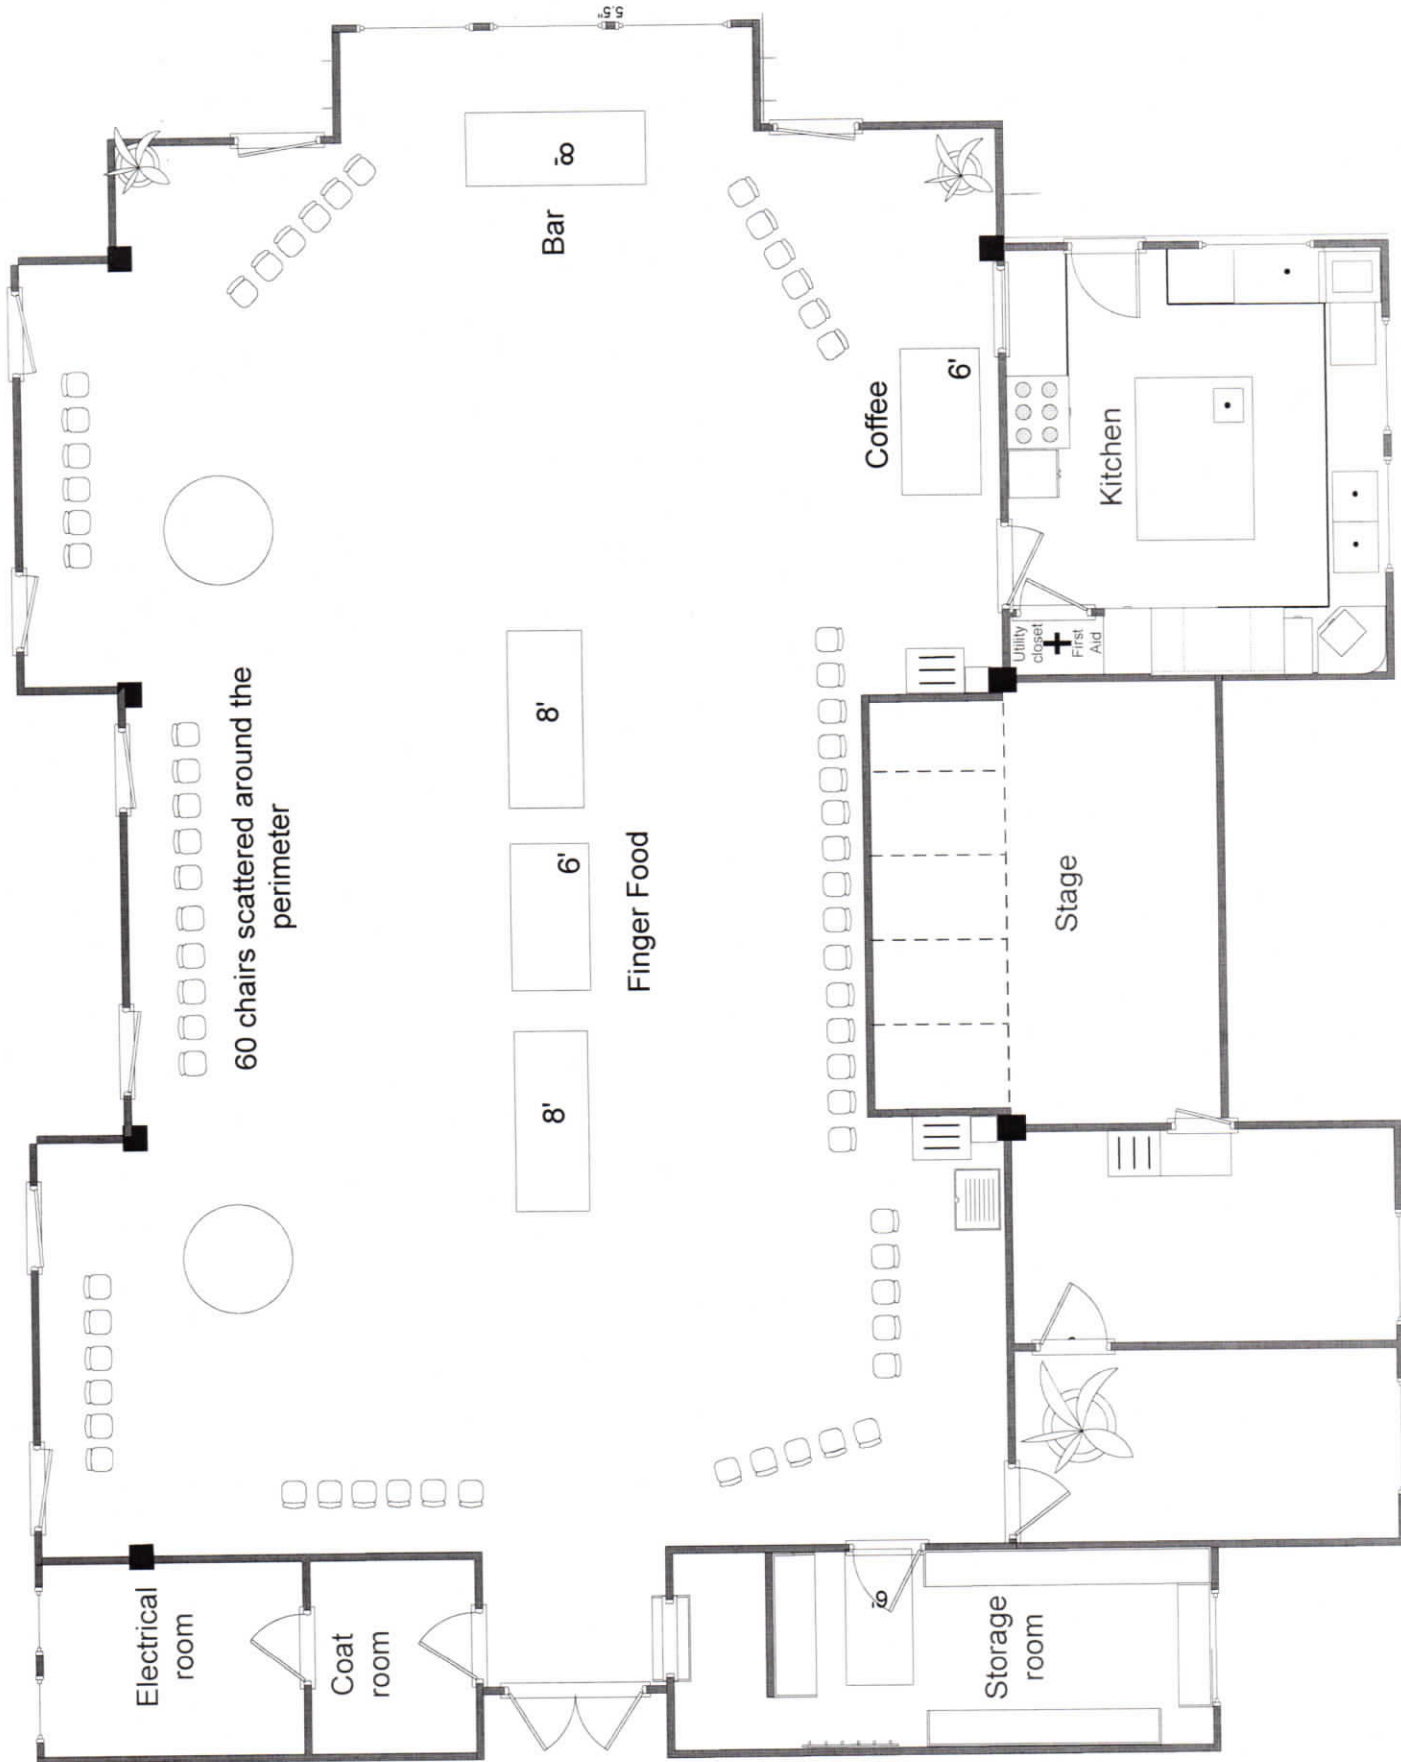 5.5"
8'
Bar
6'
Coffee
Kitchen
Utility
closet
First
Aid
60 chairs scattered around the
perimeter
8'
6'
8'
Finger Food
Stage
Electrical
room
Coat
room
6'
Storage
room